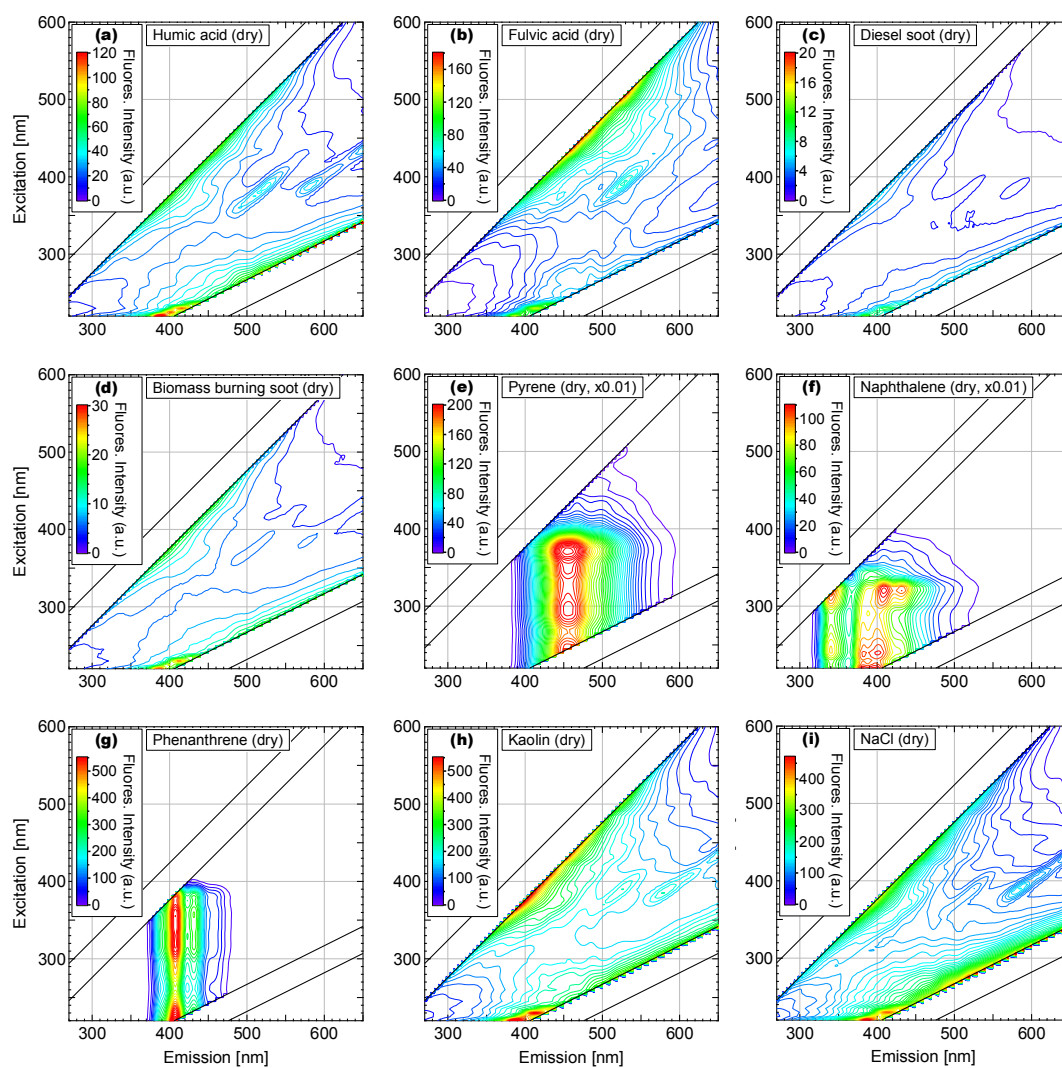 (a) Humic acid (dry)
Fluores. Intensity (a.u.)
120
100
80
60
40
20
0
Excitation [nm]
600
500
400
300
300 400 500 600
(b) Fulvic acid (dry)
Fluores. Intensity (a.u.)
160
120
80
40
0
600
500
400
300
300 400 500 600
(c) Diesel soot (dry)
Fluores. Intensity (a.u.)
20
16
12
8
4
0
600
500
400
300
300 400 500 600
(d) Biomass burning soot (dry)
Fluores. Intensity (a.u.)
30
20
10
0
Excitation [nm]
600
500
400
300
300 400 500 600
(e) Pyrene (dry, x0.01)
Fluores. Intensity (a.u.)
200
160
120
80
40
0
600
500
400
300
300 400 500 600
(f) Naphthalene (dry, x0.01)
Fluores. Intensity (a.u.)
100
80
60
40
20
0
600
500
400
300
300 400 500 600
(g) Phenanthrene (dry)
Fluores. Intensity (a.u.)
500
400
300
200
100
0
Excitation [nm]
600
500
400
300
300 400 500 600
Emission [nm]
(h) Kaolin (dry)
Fluores. Intensity (a.u.)
500
400
300
200
100
0
600
500
400
300
300 400 500 600
Emission [nm]
(i) NaCl (dry)
Fluores. Intensity (a.u.)
400
300
200
100
0
600
500
400
300
300 400 500 600
Emission [nm]